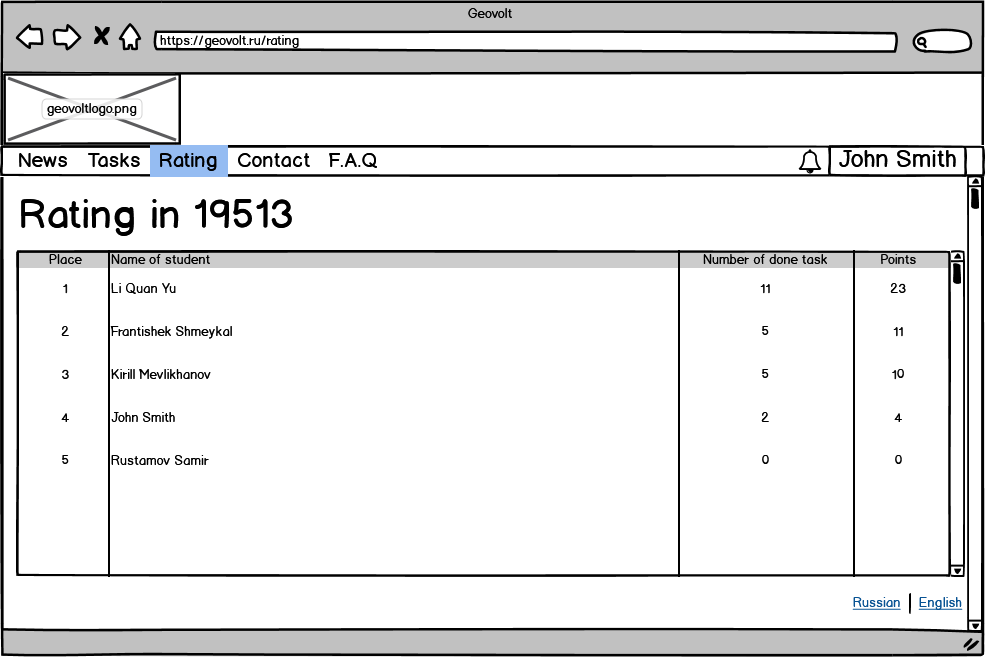 Geovolt
https://geovolt.ru/rating
geovoltlogo.png
News Tasks Rating Contact F.A.Q John Smith
Rating in 19513
Place Name of student Number of done task Points
1 Li Quan Yu 11 23
2 Frantishek Shmeykal 5 11
3 Kirill Mevlikhanov 5 10
4 John Smith 2 4
5 Rustamov Samir 0 0
Russian | English